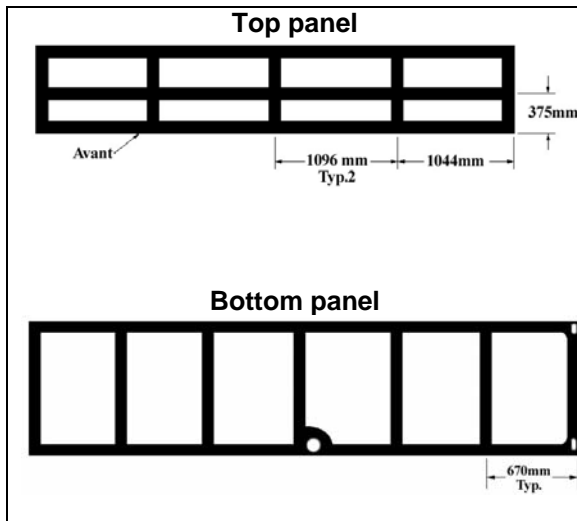 Top panel
375mm
Avant
1096 mm
Typ.2
1044mm
Bottom panel
670mm
Typ.